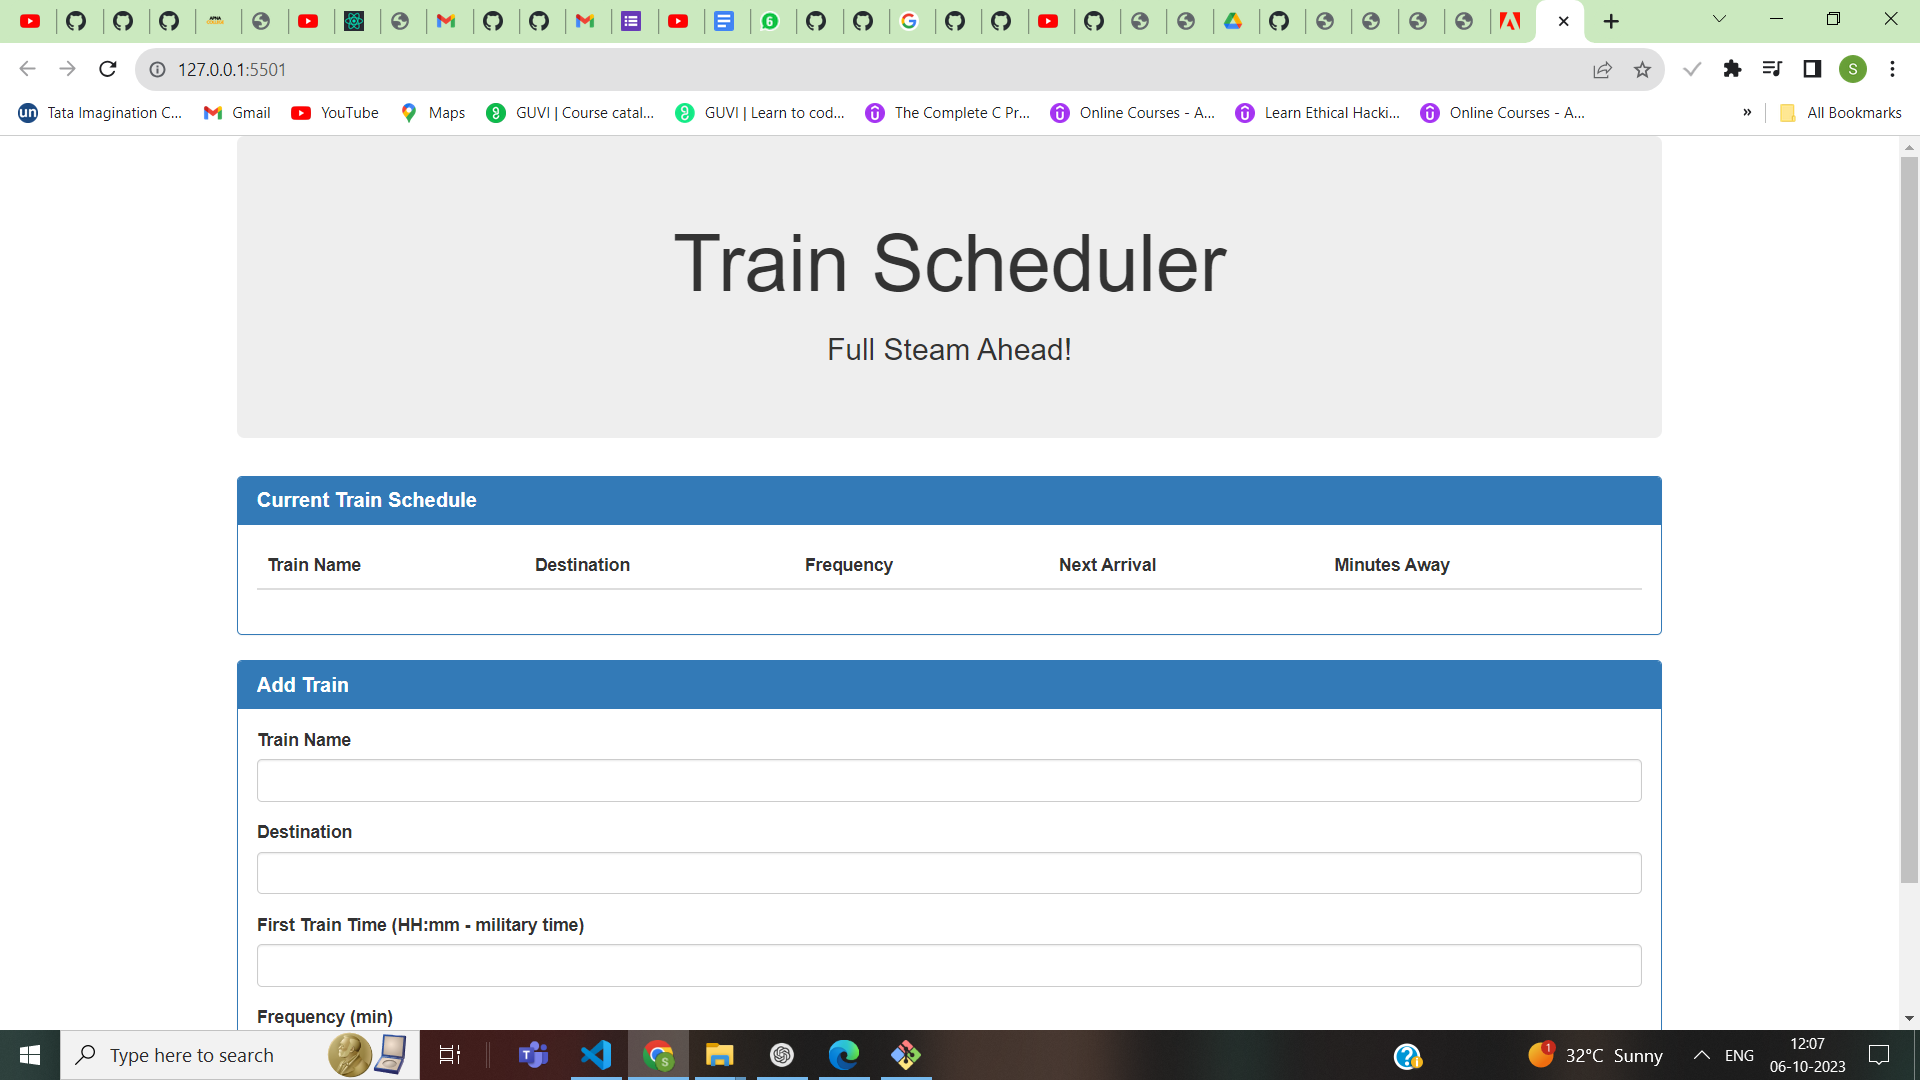 127.0.0.1:5501
S
Tata Imagination C...
Gmail
YouTube
Maps
GUVI | Course catal...
GUVI | Learn to cod...
The Complete C Pr...
Online Courses - A...
Learn Ethical Hacki...
Online Courses - A...
»
All Bookmarks
Train Scheduler
Full Steam Ahead!
Current Train Schedule
Train Name Destination Frequency Next Arrival Minutes Away
Add Train
Train Name
Destination
First Train Time (HH:mm - military time)
Frequency (min)
Type here to search
1
32°C Sunny
ENG
12:07
06-10-2023